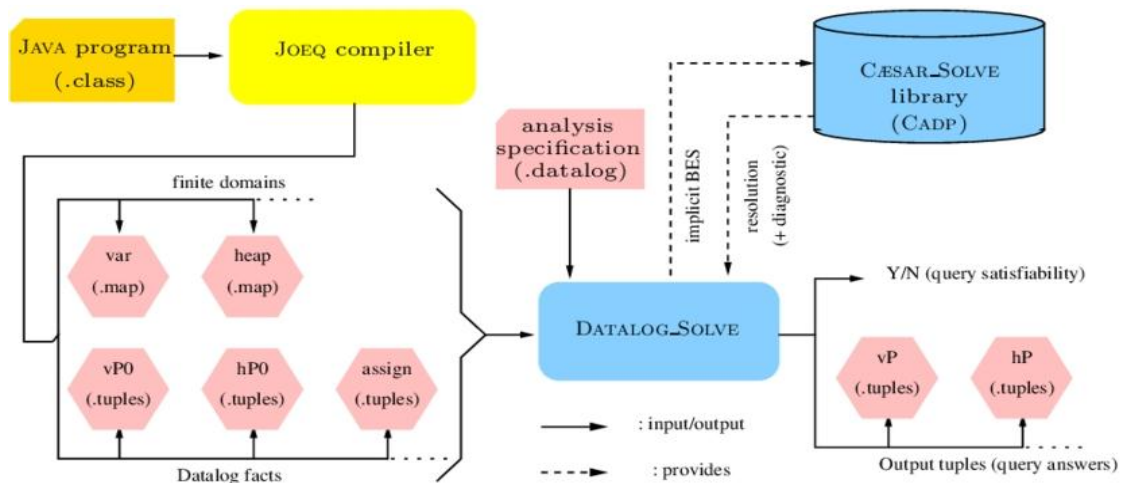 JAVA program
(.class)
JOEQ compiler
CÆSAR_SOLVE
library
(CADP)
analysis
specification
(.datalog)
implicit BES
resolution
(+ diagnostic)
finite domains
var
(.map)
heap
(.map)
vP0
(.tuples)
hP0
(.tuples)
assign
(.tuples)
Datalog facts
DATALOG_SOLVE
Y/N (query satisfiability)
vP
(.tuples)
hP
(.tuples)
Output tuples (query answers)
: input/output
: provides